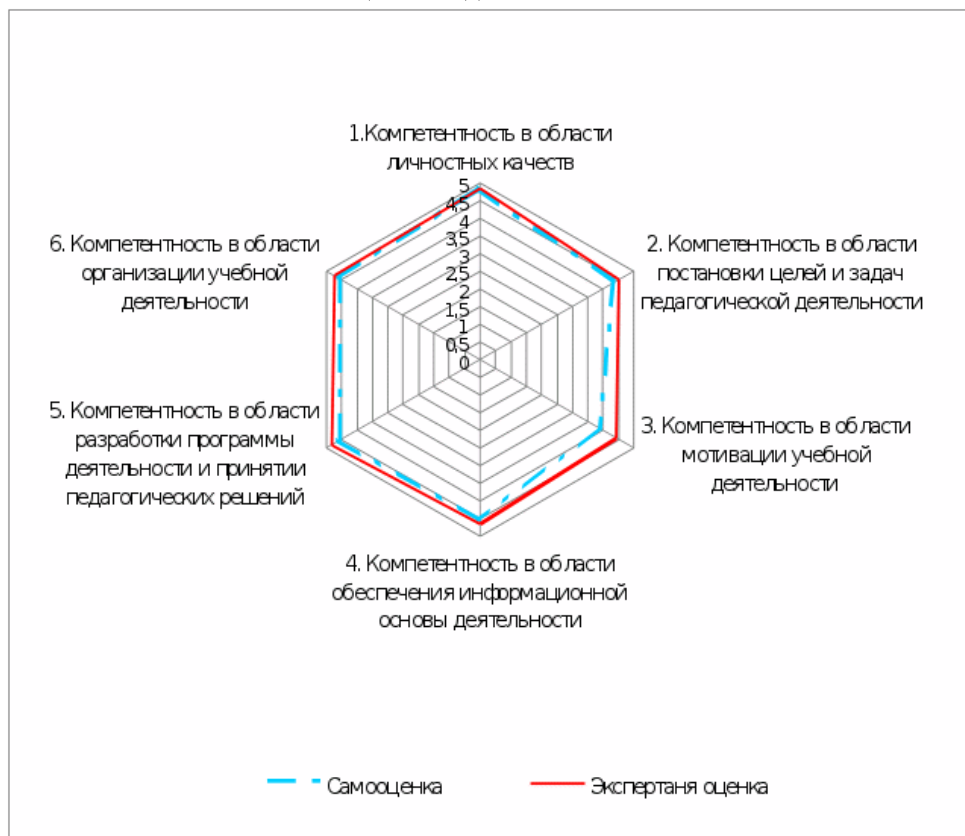 1.Компетентность в области
личностных качеств
5
4,5
4
3,5
3
2,5
2
1,5
1
0,5
0
2. Компетентность в области
постановки целей и задач
педагогической деятельности
3. Компетентность в области
мотивации учебной
деятельности
4. Компетентность в области
обеспечения информационной
основы деятельности
5. Компетентность в области
разработки программы
деятельности и принятии
педагогических решений
6. Компетентность в области
организации учебной
деятельности
Самооценка
Экспертаня оценка